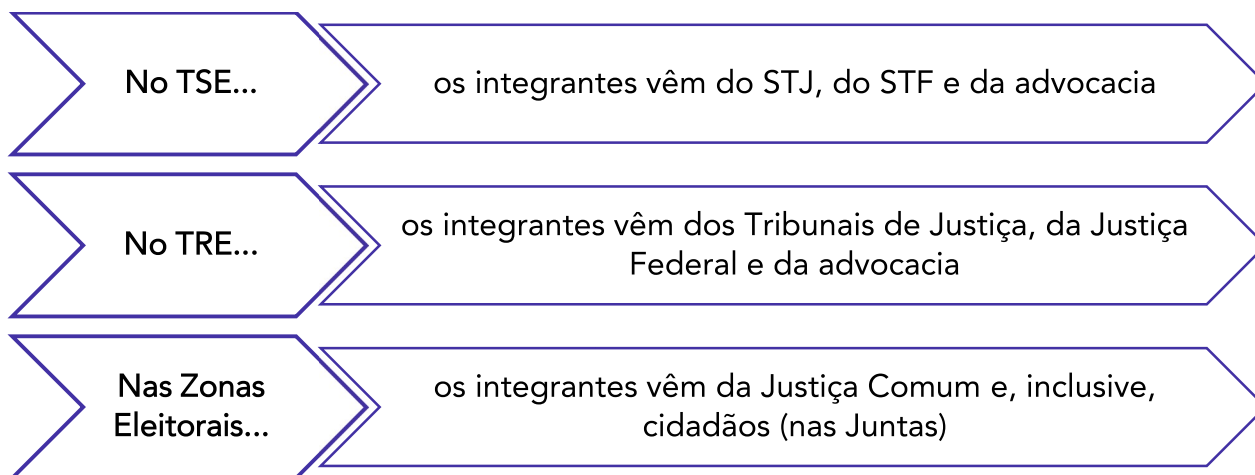 No TSE...
os integrantes vêm do STJ, do STF e da advocacia
No TRE...
os integrantes vêm dos Tribunais de Justiça, da Justiça
Federal e da advocacia
Nas Zonas
Eleitorais...
os integrantes vêm da Justiça Comum e, inclusive,
cidadãos (nas Juntas)